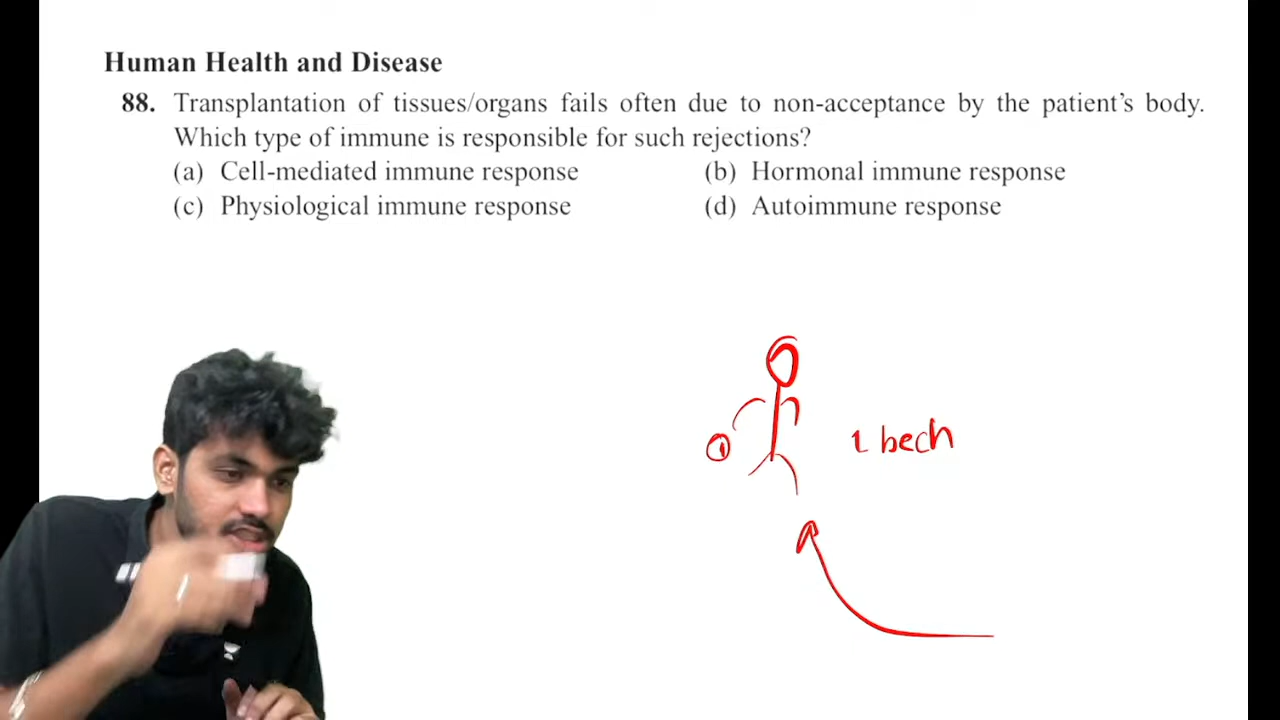 Human Health and Disease
88. Transplantation of tissues/organs fails often due to non-acceptance by the patient's body.
Which type of immune is responsible for such rejections?
(a) Cell-mediated immune response (b) Hormonal immune response
(c) Physiological immune response (d) Autoimmune response
1 bech
1